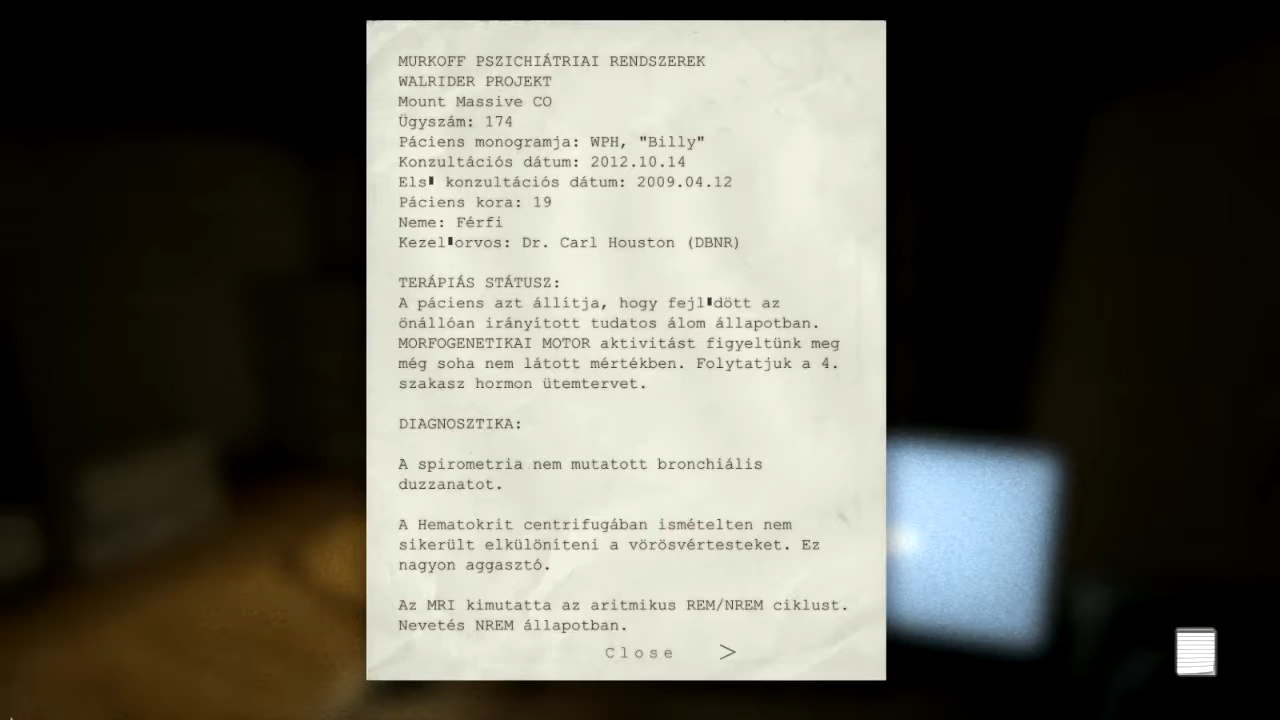 MURKOFF PSZICHIÁTRIAI RENDSZEREK
WALRIDER PROJEKT
Mount Massive CO
Ügyszám: 174
Páciens monogramja: WPH, "Billy"
Konzultációs dátum: 2012.10.14
Els▮ konzultációs dátum: 2009.04.12
Páciens kora: 19
Neme: Férfi
Kezel▮orvos: Dr. Carl Houston (DBNR)
TERÁPIÁS STÁTUSZ:
A páciens azt állítja, hogy fejl▮dött az
önállóan irányított tudatos álom állapotban.
MORFOGENETIKAI MOTOR aktivitást figyeltünk meg
még soha nem látott mértékben. Folytatjuk a 4.
szakasz hormon ütemtervet.
DIAGNOSZTIKA:
A spirometria nem mutatott bronchiális
duzzanatot.
A Hematokrit centrifugában ismételten nem
sikerült elkülöníteni a vörösvértesteket. Ez
nagyon aggasztó.
Az MRI kimutatta az aritmikus REM/NREM ciklust.
Nevetés NREM állapotban.
Close >